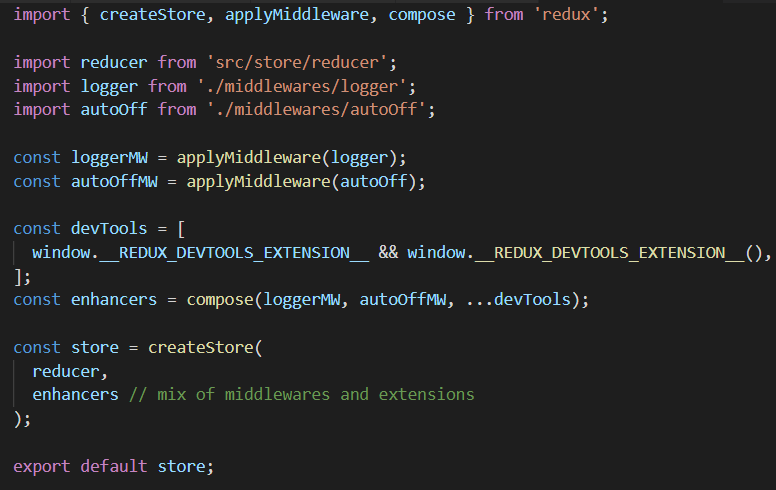 import { createStore, applyMiddleware, compose } from 'redux';
import reducer from 'src/store/reducer';
import logger from './middlewares/logger';
import autoOff from './middlewares/autoOff';
const loggerMW = applyMiddleware(logger);
const autoOffMW = applyMiddleware(autoOff);
const devTools = [
  window.__REDUX_DEVTOOLS_EXTENSION__ && window.__REDUX_DEVTOOLS_EXTENSION__(),
];
const enhancers = compose(loggerMW, autoOffMW, ...devTools);
const store = createStore(
  reducer,
  enhancers // mix of middlewares and extensions
);
export default store;